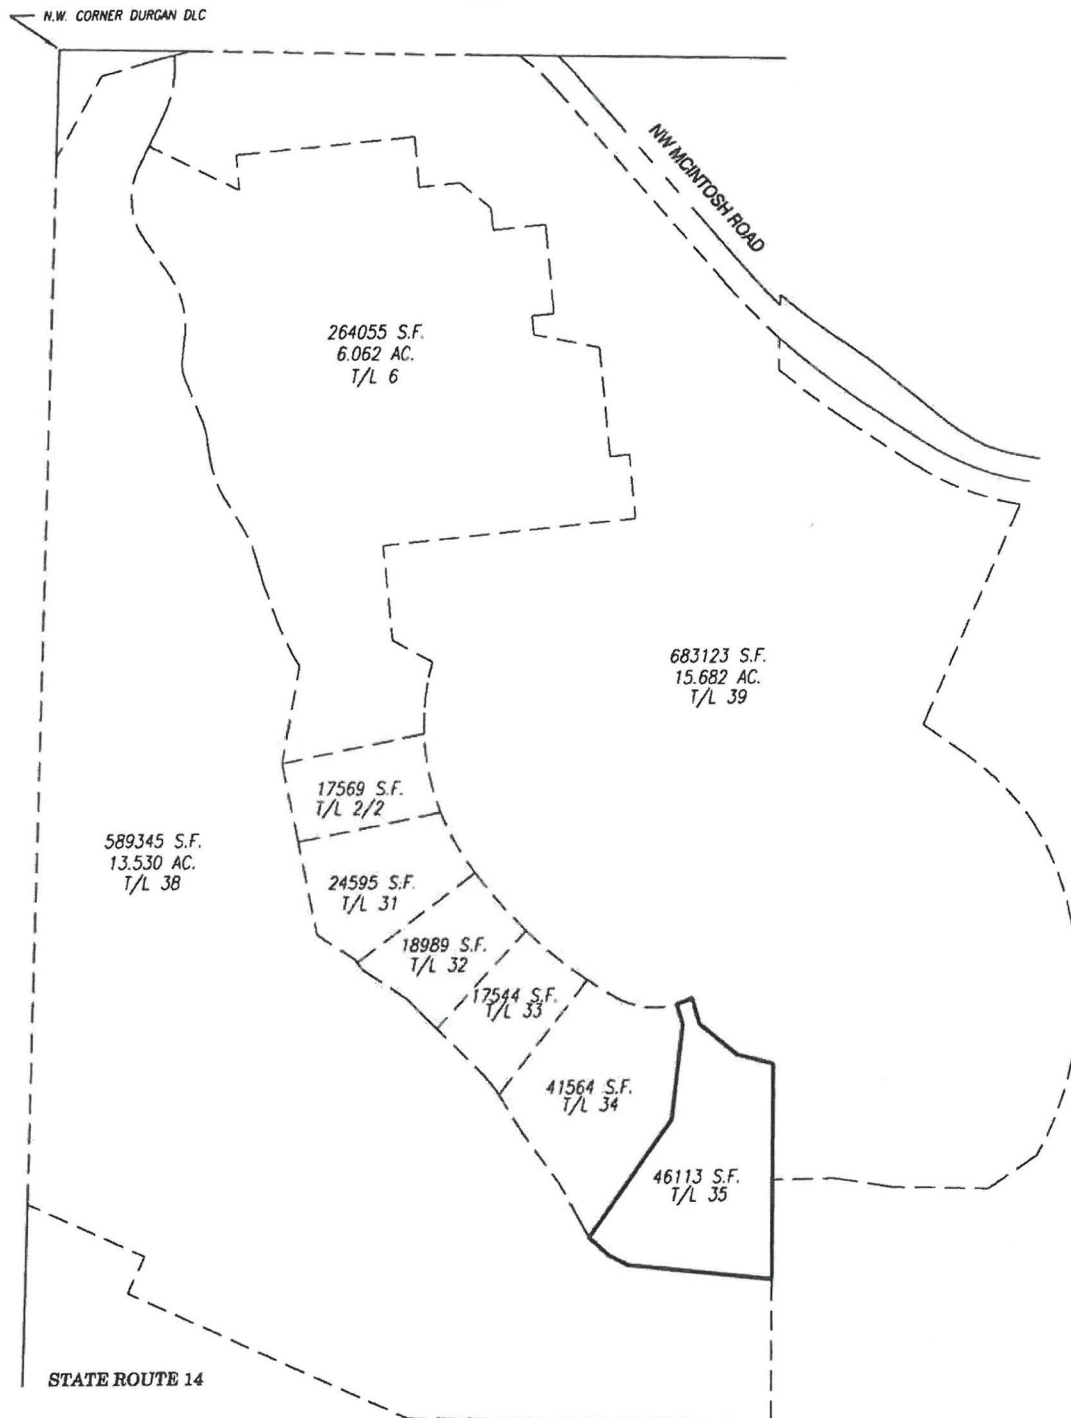 N.W. CORNER DURGAN DLC
NW MCINTOSH ROAD
264055 S.F.
6.062 AC.
T/L 6
683123 S.F.
15.682 AC.
T/L 39
17569 S.F.
T/L 2/2
589345 S.F.
13.530 AC.
T/L 38
24595 S.F.
T/L 31
18989 S.F.
T/L 32
17544 S.F.
T/L 33
41564 S.F.
T/L 34
46113 S.F.
T/L 35
STATE ROUTE 14